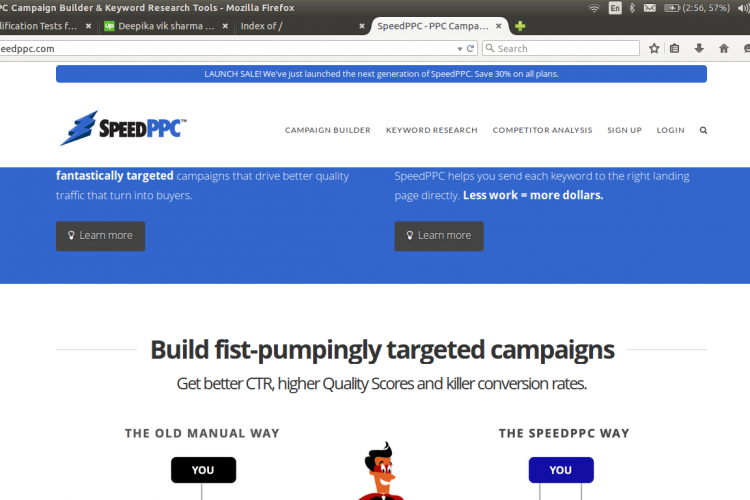 PC Campaign Builder & Keyword Research Tools - Mozilla Firefox
En
(2:56, 57%)
lification Tests f...
up
Deepika vik sharma ...
Index of /
SpeedPPC - PPC Campa...
eedppc.com
Search
LAUNCH SALE! We've just launched the next generation of SpeedPPC. Save 30% on all plans.
SPEEDPPC™
CAMPAIGN BUILDER
KEYWORD RESEARCH
COMPETITOR ANALYSIS
SIGN UP
LOGIN
fantastically targeted campaigns that drive better quality
traffic that turn into buyers.
Learn more
SpeedPPC helps you send each keyword to the right landing
page directly. Less work = more dollars.
Learn more
Build fist-pumpingly targeted campaigns
Get better CTR, higher Quality Scores and killer conversion rates.
THE OLD MANUAL WAY
YOU
THE SPEEDPPC WAY
YOU